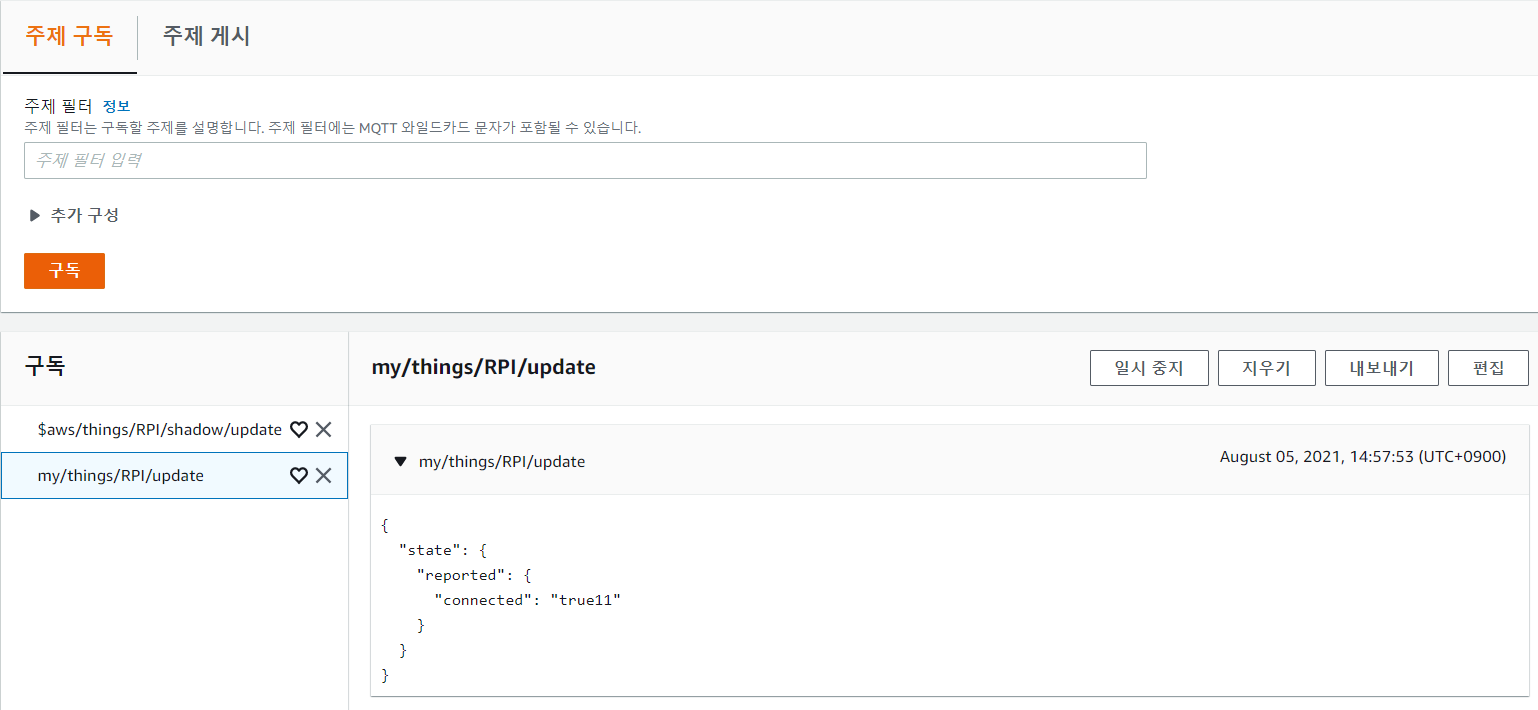 주제 구독
주제 게시
주제 필터 정보
주제 필터는 구독할 주제를 설명합니다. 주제 필터에는 MQTT 와일드카드 문자가 포함될 수 있습니다.
주제 필터 입력
추가 구성
구독
구독
my/things/RPI/update
일시 중지
지우기
내보내기
편집
$aws/things/RPI/shadow/update
my/things/RPI/update
my/things/RPI/update
August 05, 2021, 14:57:53 (UTC+0900)
{
"state": {
"reported": {
"connected": "true11"
}
}
}